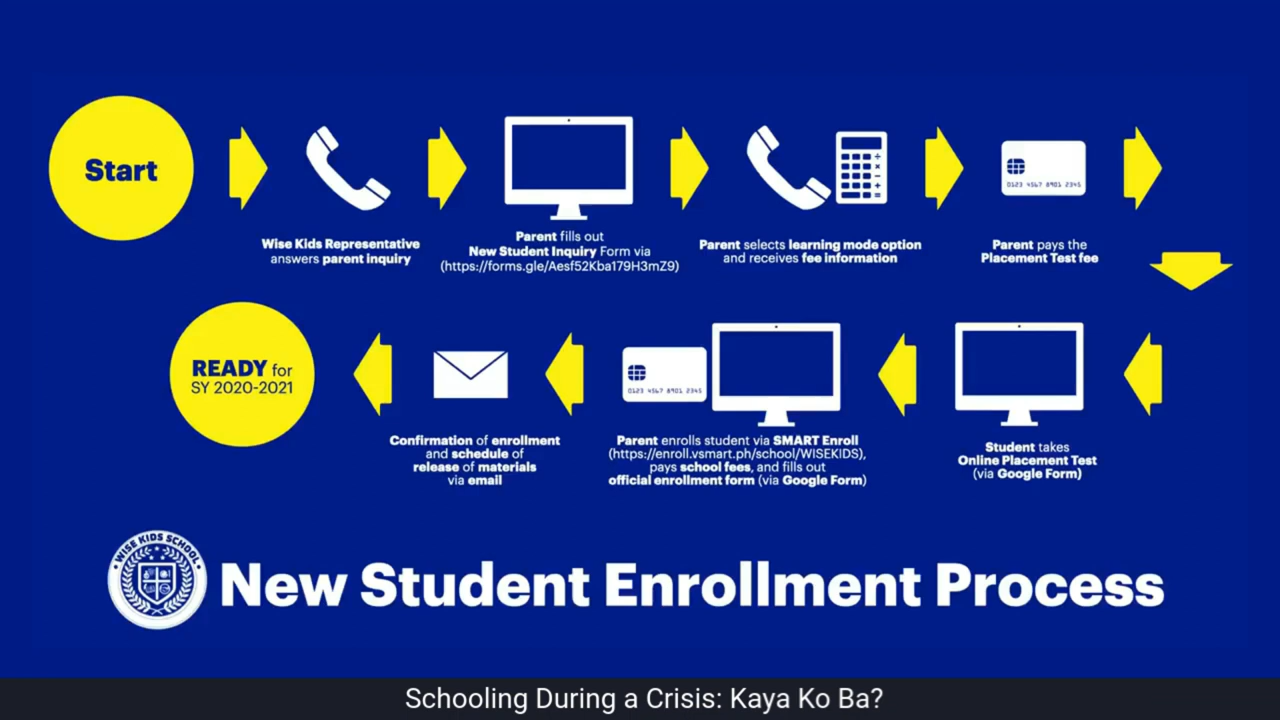 Start
Wise Kids Representative
answers parent inquiry
Parent fills out
New Student Inquiry Form via
(https://forms.gle/Aesf52Kba179H3mZ9)
Parent selects learning mode option
and receives fee information
0123 4567 8901 2345
Parent pays the
Placement Test fee
Student takes
Online Placement Test
(via Google Form)
0123 4567 8901 2345
Parent enrolls student via SMART Enroll
(https://enroll.vsmart.ph/school/WISEKIDS),
pays school fees, and fills out
official enrollment form (via Google Form)
Confirmation of enrollment
and schedule of
release of materials
via email
READY for
SY 2020-2021
WISE KIDS SCHOOL
New Student Enrollment Process
Schooling During a Crisis: Kaya Ko Ba?